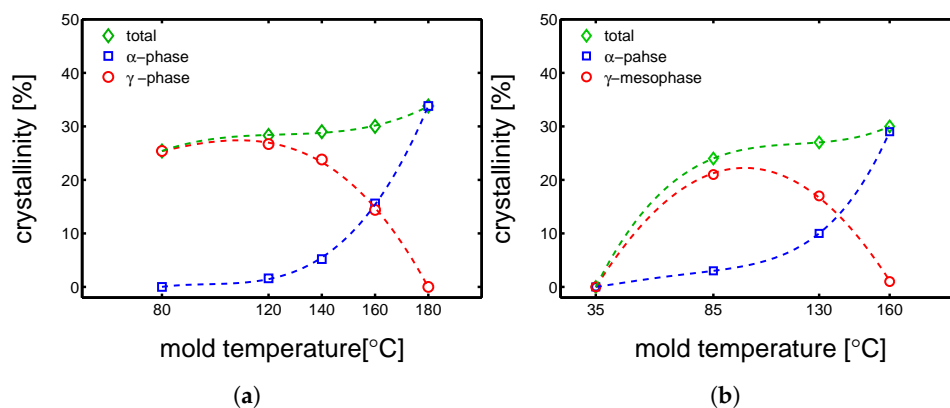 50
40
30
20
10
0
crystallinity [%]
total
α−phase
γ −phase
80
120
140
160
180
mold temperature[°C]
(a)
50
40
30
20
10
0
crystallinity [%]
total
α−pahse
γ−mesophase
35
85
130
160
mold temperature [°C]
(b)